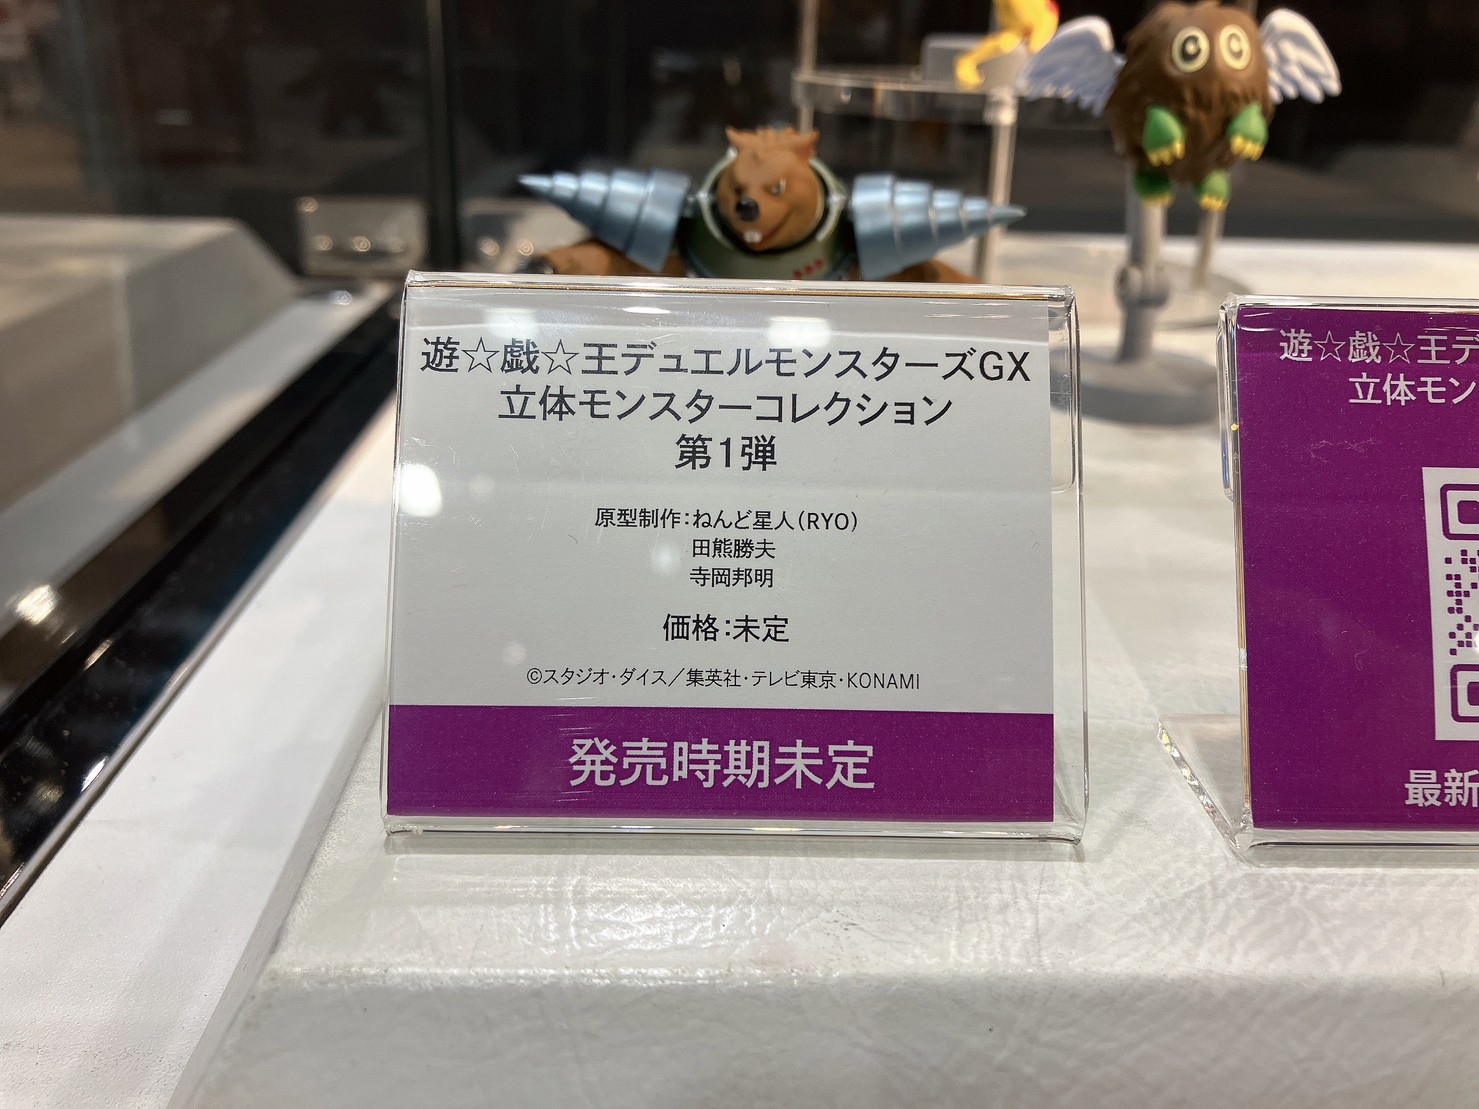 遊☆戯☆王デュエルモンスターズGX
立体モンスターコレクション
第1弾
原型制作:ねんど星人(RYO)
田熊勝夫
寺岡邦明
価格:未定
©スタジオ・ダイス／集英社・テレビ東京・KONAMI
発売時期未定
遊☆戯☆王デ
立体モン
最新